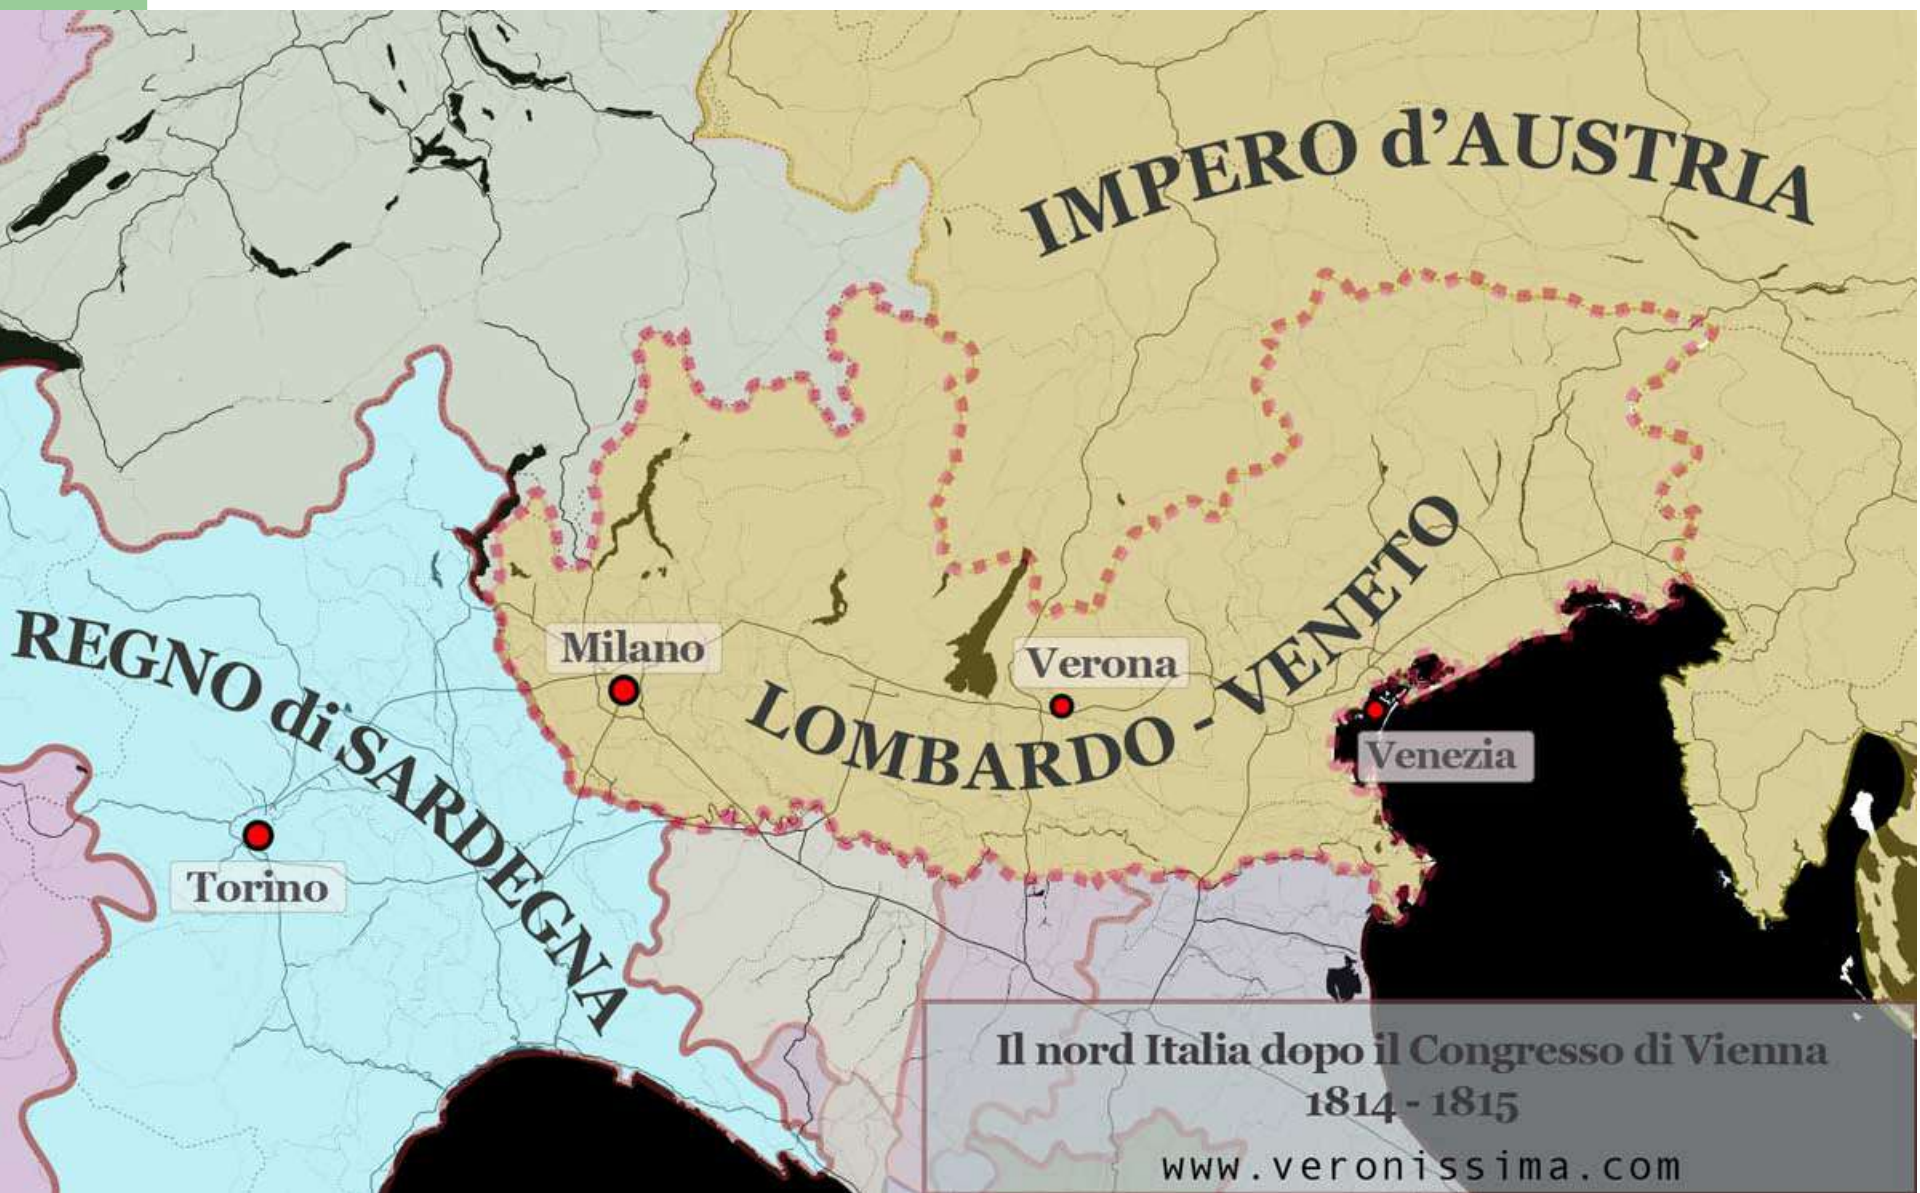 IMPERO d'AUSTRIA
REGNO di SARDEGNA
Milano
LOMBARDO - VENETO
Verona
Venezia
Torino
Il nord Italia dopo il Congresso di Vienna
1814 - 1815
www.veronissima.com